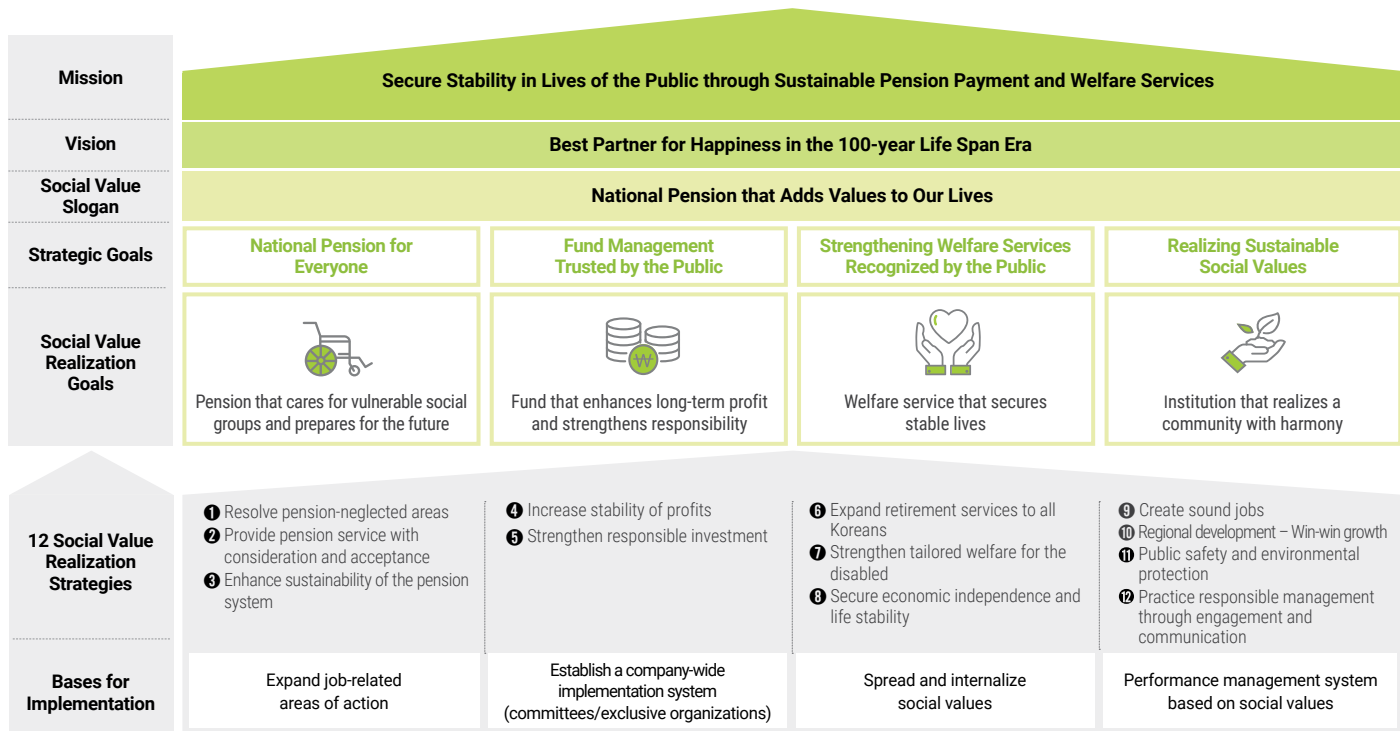 Mission
Secure Stability in Lives of the Public through Sustainable Pension Payment and Welfare Services
Vision
Best Partner for Happiness in the 100-year Life Span Era
Social Value
Slogan
National Pension that Adds Values to Our Lives
Strategic Goals
National Pension for
Everyone
Fund Management
Trusted by the Public
Strengthening Welfare Services
Recognized by the Public
Realizing Sustainable
Social Values
Social Value
Realization
Goals
Pension that cares for vulnerable social
groups and prepares for the future
₩
Fund that enhances long-term profit
and strengthens responsibility
Welfare service that secures
stable lives
Institution that realizes a
community with harmony
12 Social Value
Realization
Strategies
❶ Resolve pension-neglected areas
❷ Provide pension service with
consideration and acceptance
❸ Enhance sustainability of the pension
system
❹ Increase stability of profits
❺ Strengthen responsible investment
❻ Expand retirement services to all
Koreans
❼ Strengthen tailored welfare for the
disabled
❽ Secure economic independence and
life stability
❾ Create sound jobs
❿ Regional development – Win-win growth
⓫ Public safety and environmental
protection
⓬ Practice responsible management
through engagement and
communication
Bases for
Implementation
Expand job-related
areas of action
Establish a company-wide
implementation system
(committees/exclusive organizations)
Spread and internalize
social values
Performance management system
based on social values